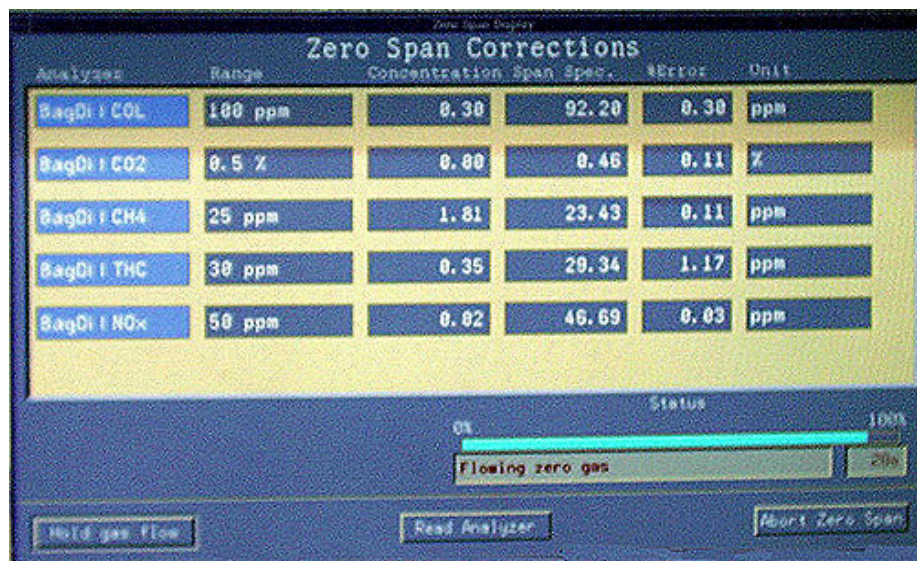 Zero Span Display
Zero Span Corrections
Analyzer Range Concentration Span Spec. %Error Unit
BagDil COL 100 ppm 0.30 92.20 0.30 ppm
BagDil CO2 0.5 % 0.00 0.46 0.11 %
BagDil CH4 25 ppm 1.81 23.43 0.11 ppm
BagDil THC 30 ppm 0.35 29.34 1.17 ppm
BagDil NOx 50 ppm 0.02 46.69 0.03 ppm
Status
0% 100%
Flowing zero gas
Hold gas flow Read Analyzer Abort Zero Span